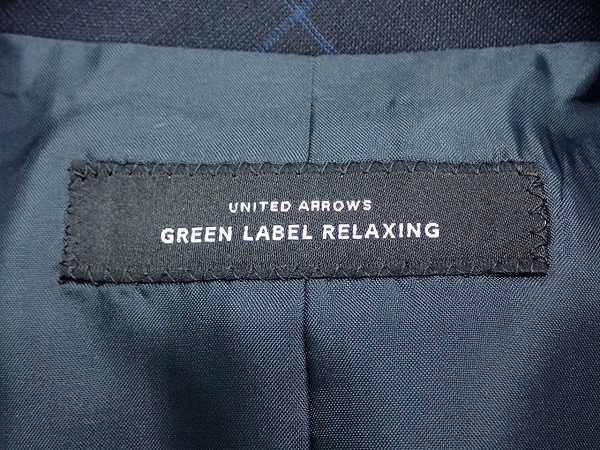 UNITED ARROWS
GREEN LABEL RELAXING